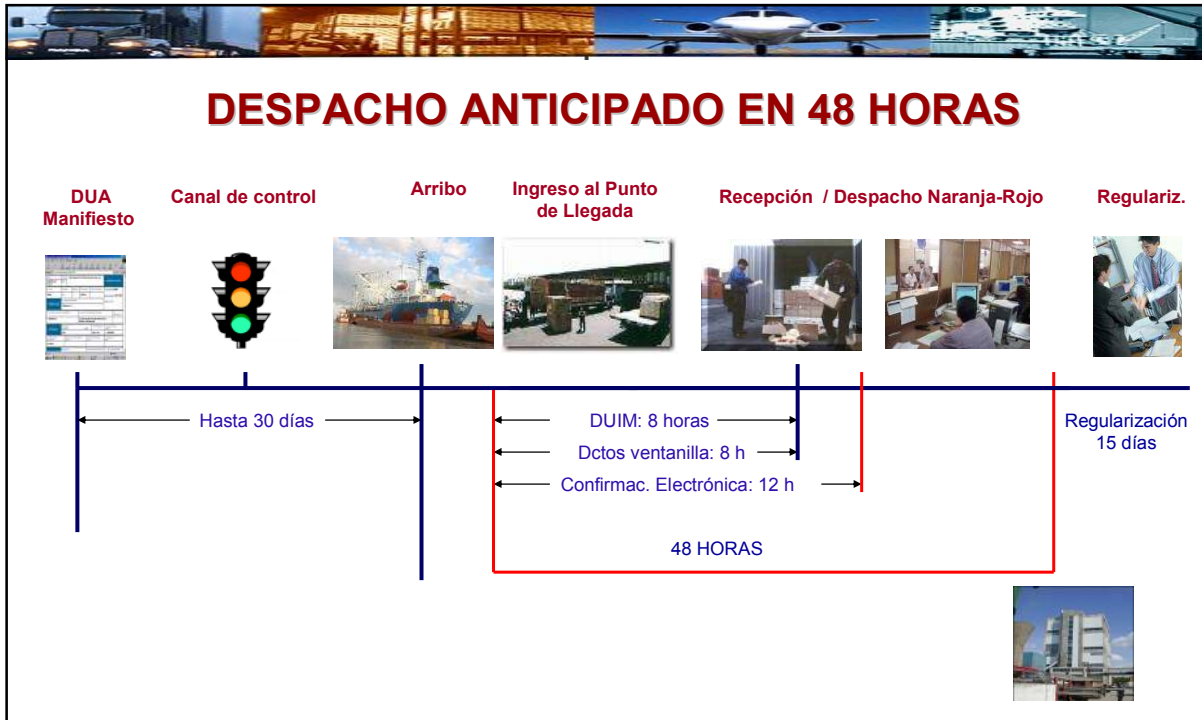 DESPACHO ANTICIPADO EN 48 HORAS
DUA
Manifiesto
Canal de control
Arribo
Ingreso al Punto
de Llegada
Recepción / Despacho Naranja-Rojo
Regulariz.
Hasta 30 días
DUIM: 8 horas
Dctos ventanilla: 8 h
Confirmac. Electrónica: 12 h
Regularización
15 días
48 HORAS